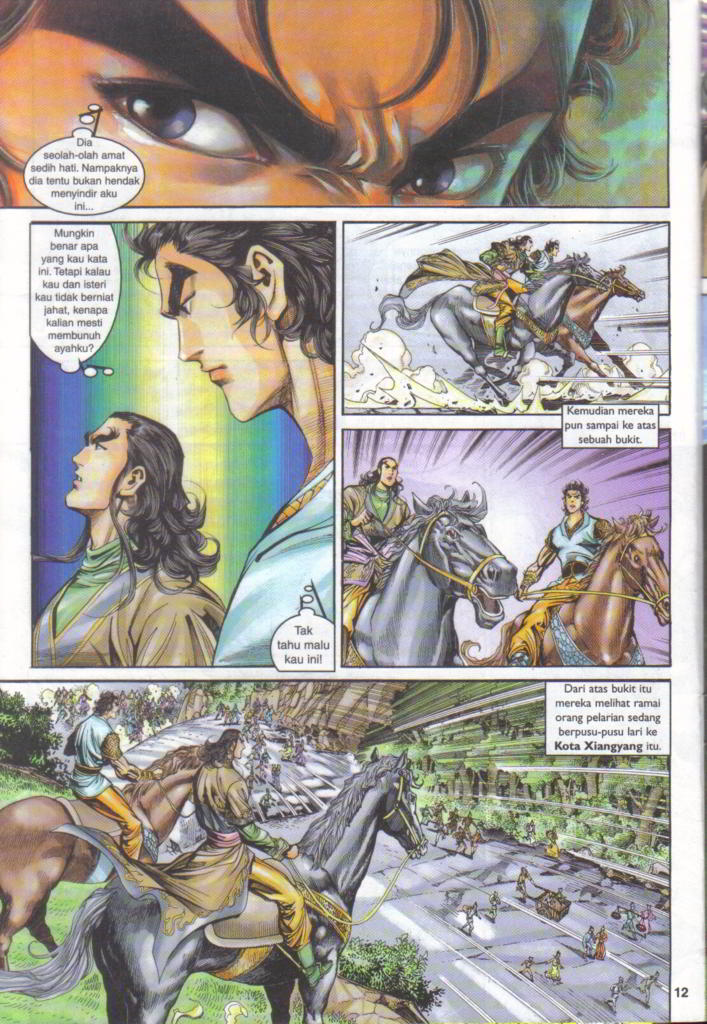 Dia
seolah-olah amat
sedih hati. Nampaknya
dia tentu bukan hendak
menyindir aku
ini...
Mungkin
benar apa
yang kau kata
ini. Tetapi kalau
kau dan isteri
kau tidak berniat
jahat, kenapa
kalian mesti
membunuh
ayahku?
Tak
tahu malu
kau ini!
Kemudian mereka
pun sampai ke atas
sebuah bukit.
Dari atas bukit itu
mereka melihat ramai
orang pelarian sedang
berpusu-pusu lari ke
Kota Xiangyang itu.
12